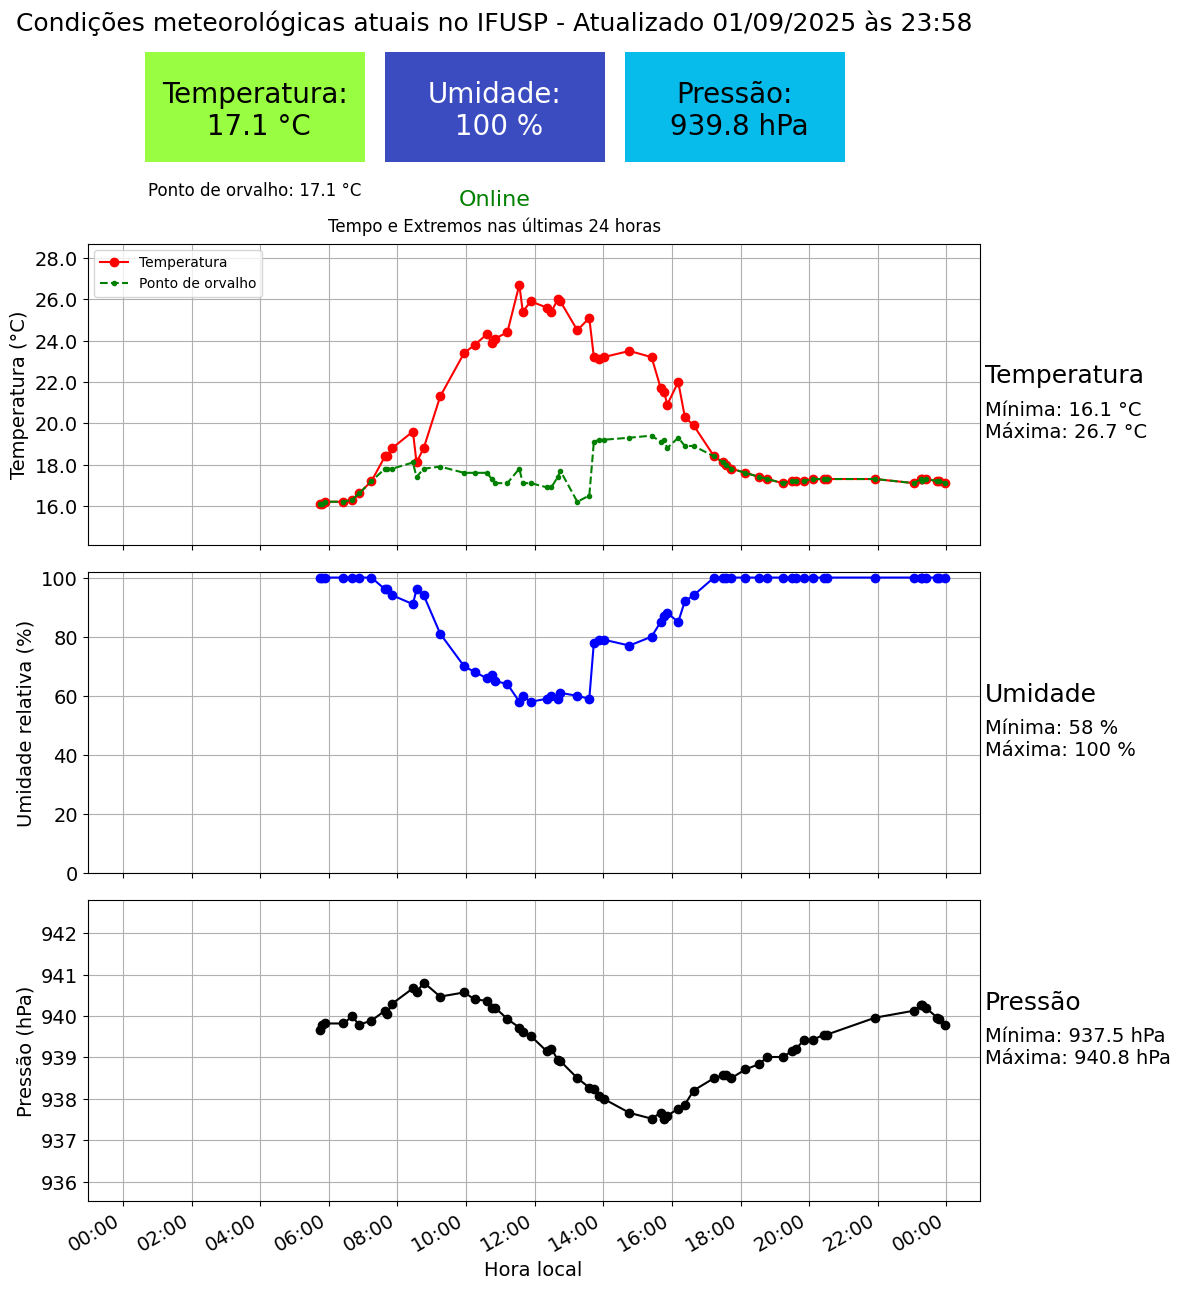 Condições meteorológicas atuais no IFUSP - Atualizado 01/09/2025 às 23:58
Temperatura:
17.1 °C
Umidade:
100 %
Pressão:
939.8 hPa
Ponto de orvalho: 17.1 °C
Online
Tempo e Extremos nas últimas 24 horas
Temperatura (°C)
28.0
26.0
24.0
22.0
20.0
18.0
16.0
Temperatura
Ponto de orvalho
Temperatura
Mínima: 16.1 °C
Máxima: 26.7 °C
Umidade relativa (%)
100
80
60
40
20
0
Umidade
Mínima: 58 %
Máxima: 100 %
Pressão (hPa)
942
941
940
939
938
937
936
Pressão
Mínima: 937.5 hPa
Máxima: 940.8 hPa
00:00
02:00
04:00
06:00
08:00
10:00
12:00
14:00
16:00
18:00
20:00
22:00
00:00
Hora local